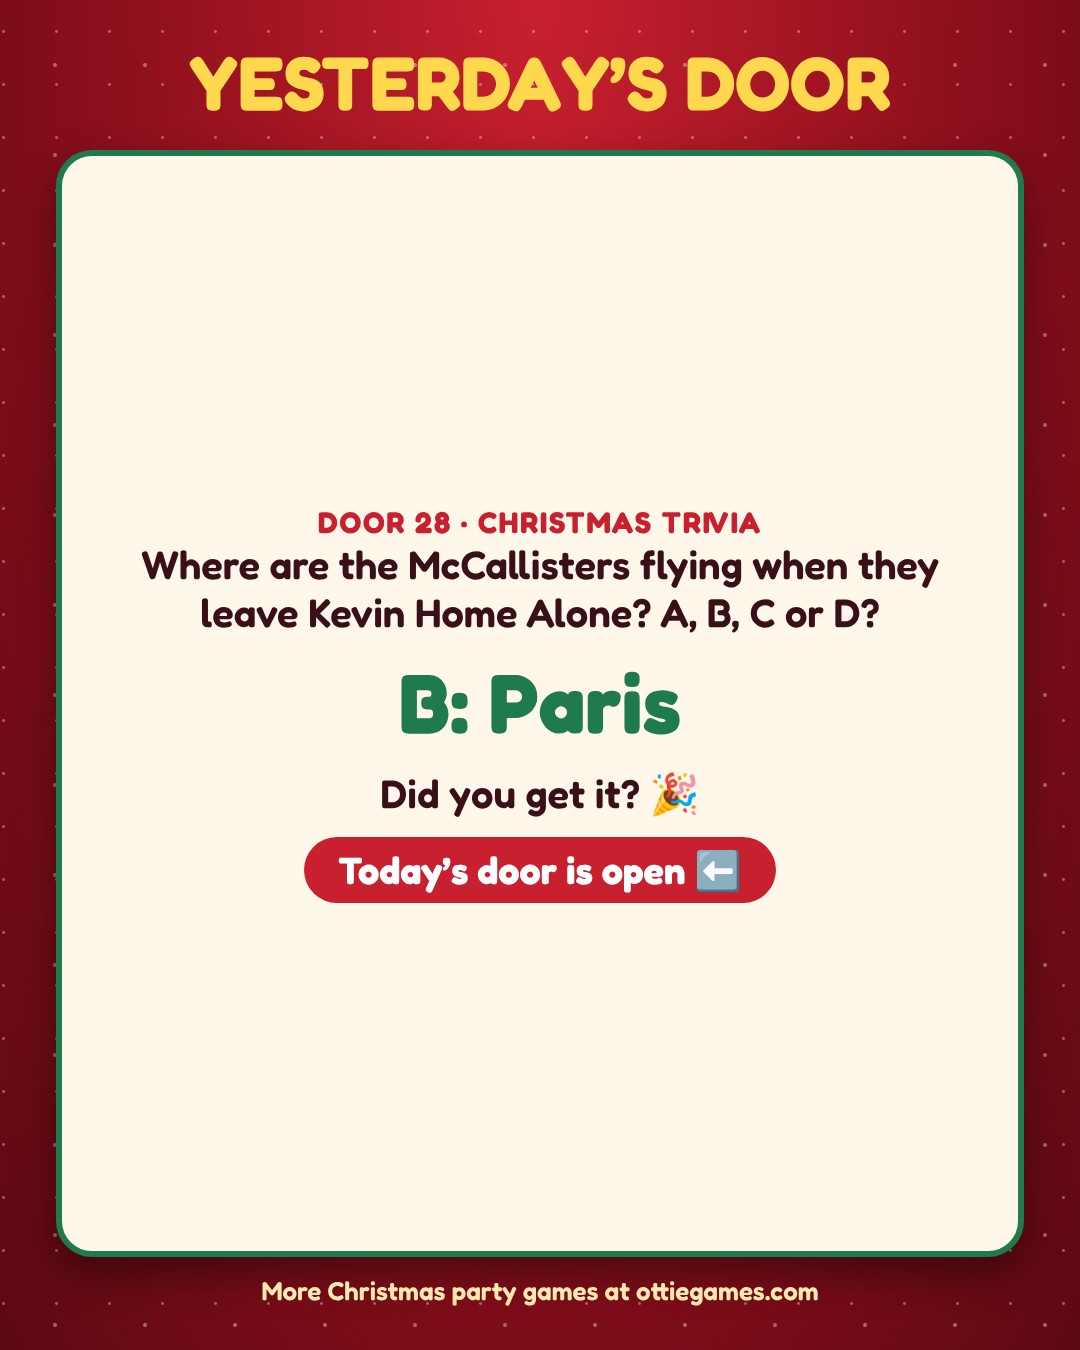 YESTERDAY’S DOOR
DOOR 28 · CHRISTMAS TRIVIA
Where are the McCallisters flying when they
leave Kevin Home Alone? A, B, C or D?
B: Paris
Did you get it? 🎉
Today’s door is open ⬅️
More Christmas party games at ottiegames.com